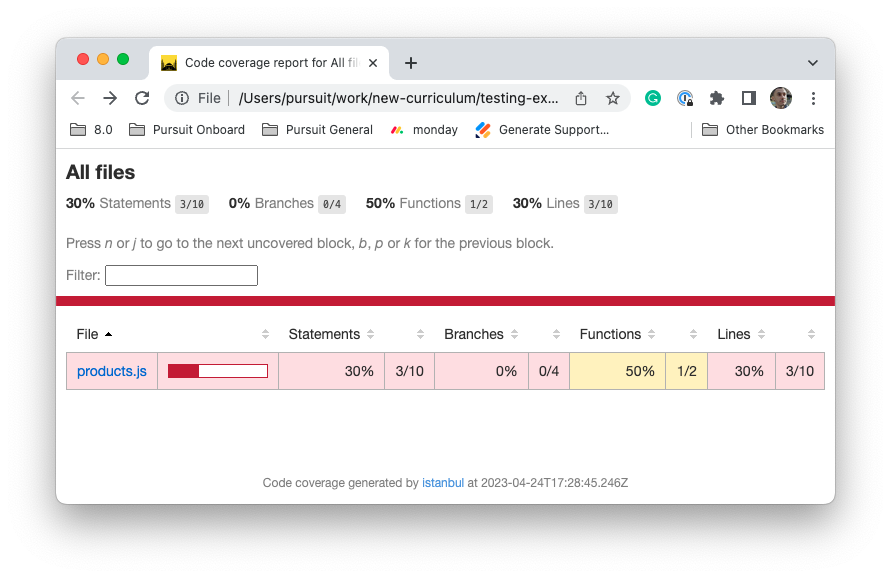 Code coverage report for All fil
File /Users/pursuit/work/new-curriculum/testing-ex...
8.0 Pursuit Onboard Pursuit General monday Generate Support... Other Bookmarks
All files
30% Statements 3/10 0% Branches 0/4 50% Functions 1/2 30% Lines 3/10
Press n or j to go to the next uncovered block, b, p or k for the previous block.
Filter:
File Statements Branches Functions Lines
products.js 30% 3/10 0% 0/4 50% 1/2 30% 3/10
Code coverage generated by istanbul at 2023-04-24T17:28:45.246Z